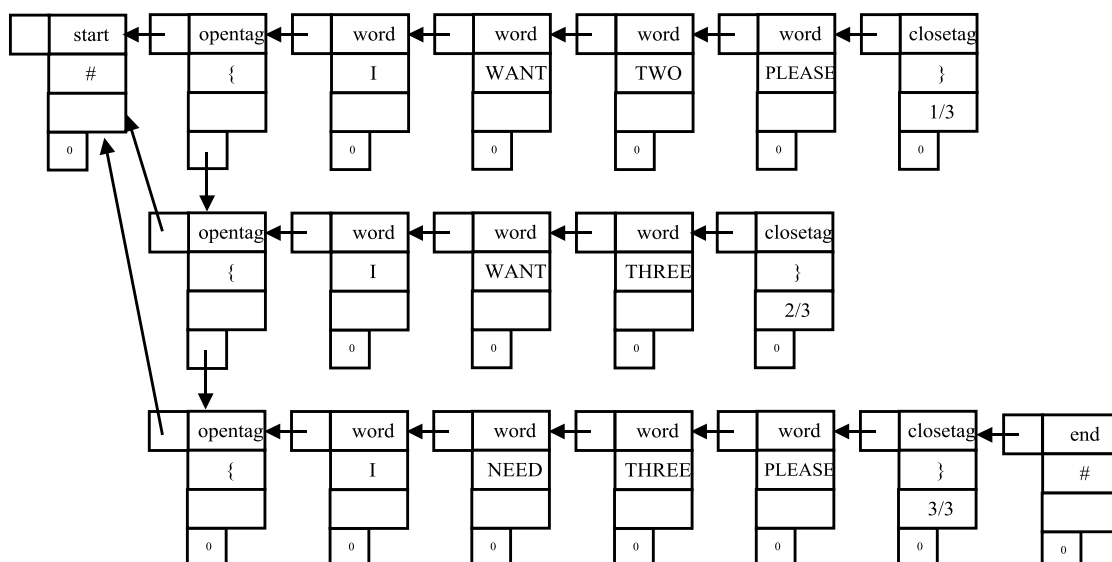 start opentag word word word word closetag
# { I WANT TWO PLEASE }
1/3
0 0 0 0 0 0
opentag word word word closetag
{ I WANT THREE }
2/3
0 0 0 0
opentag word word word word closetag end
{ I NEED THREE PLEASE } #
3/3
0 0 0 0 0 0 0